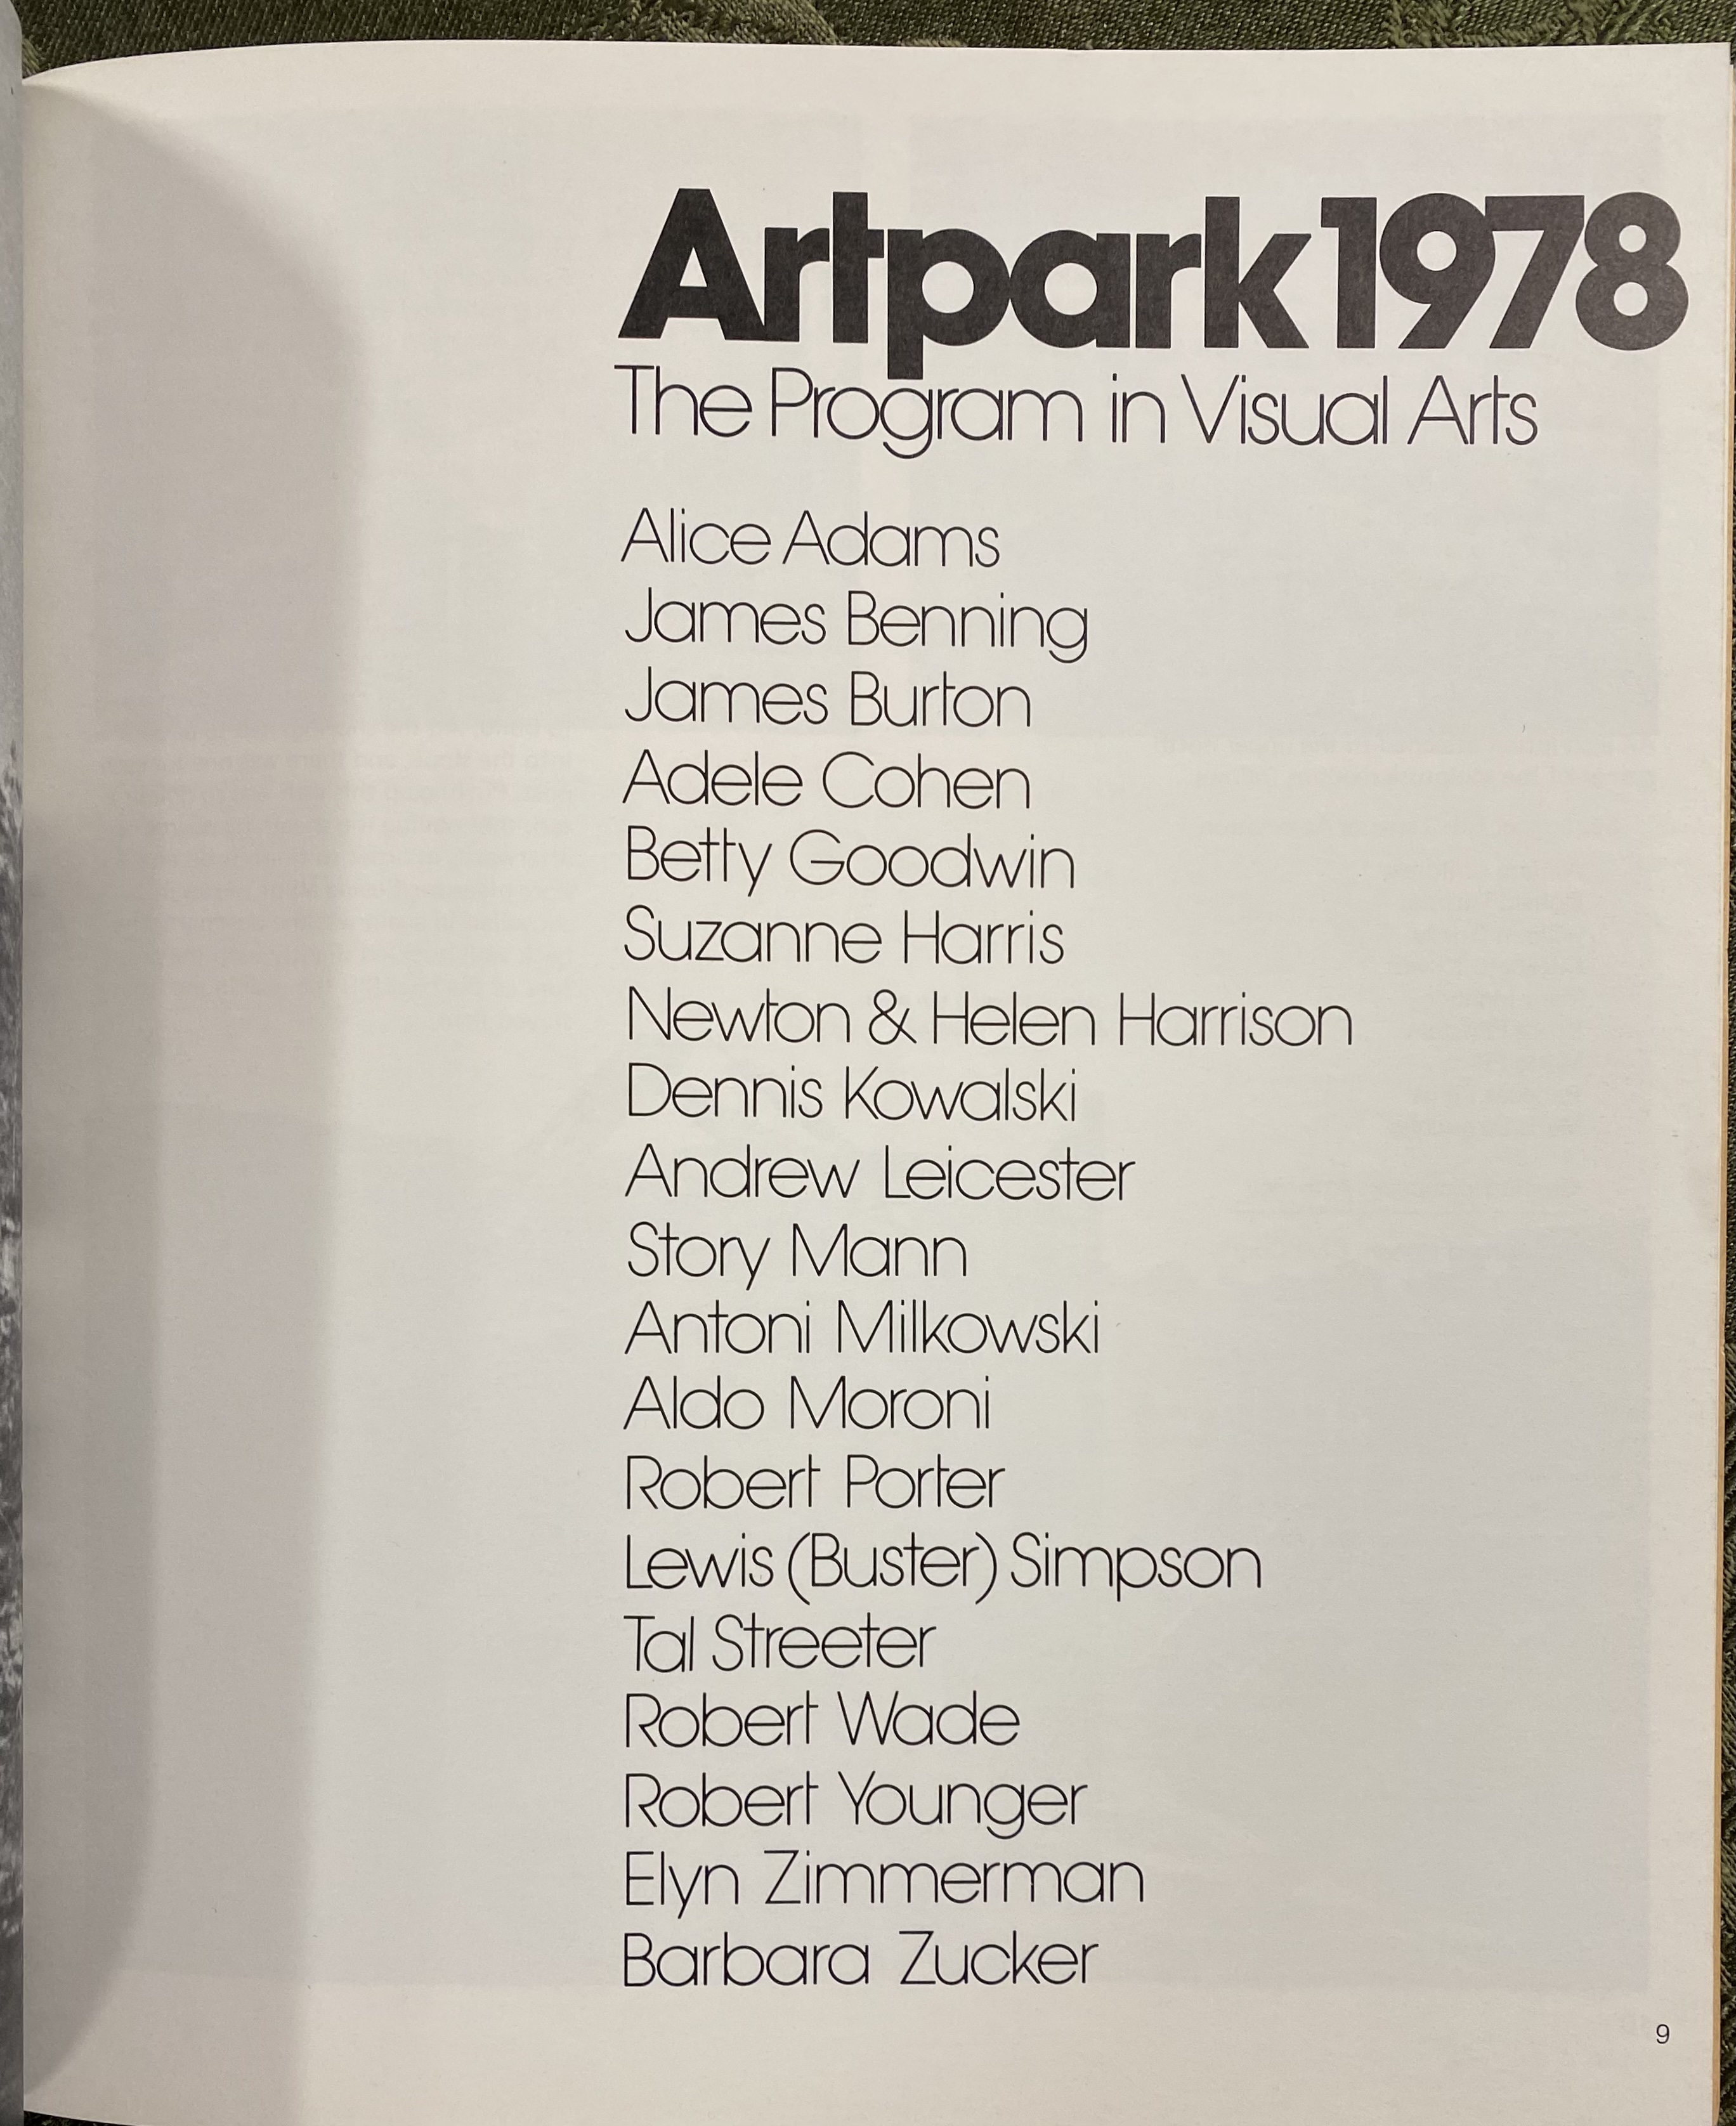 Artpark 1978
The Program in Visual Arts
Alice Adams
James Benning
James Burton
Adele Cohen
Betty Goodwin
Suzanne Harris
Newton & Helen Harrison
Dennis Kowalski
Andrew Leicester
Story Mann
Antoni Milkowski
Aldo Moroni
Robert Porter
Lewis (Buster) Simpson
Tal Streeter
Robert Wade
Robert Younger
Elyn Zimmerman
Barbara Zucker
9